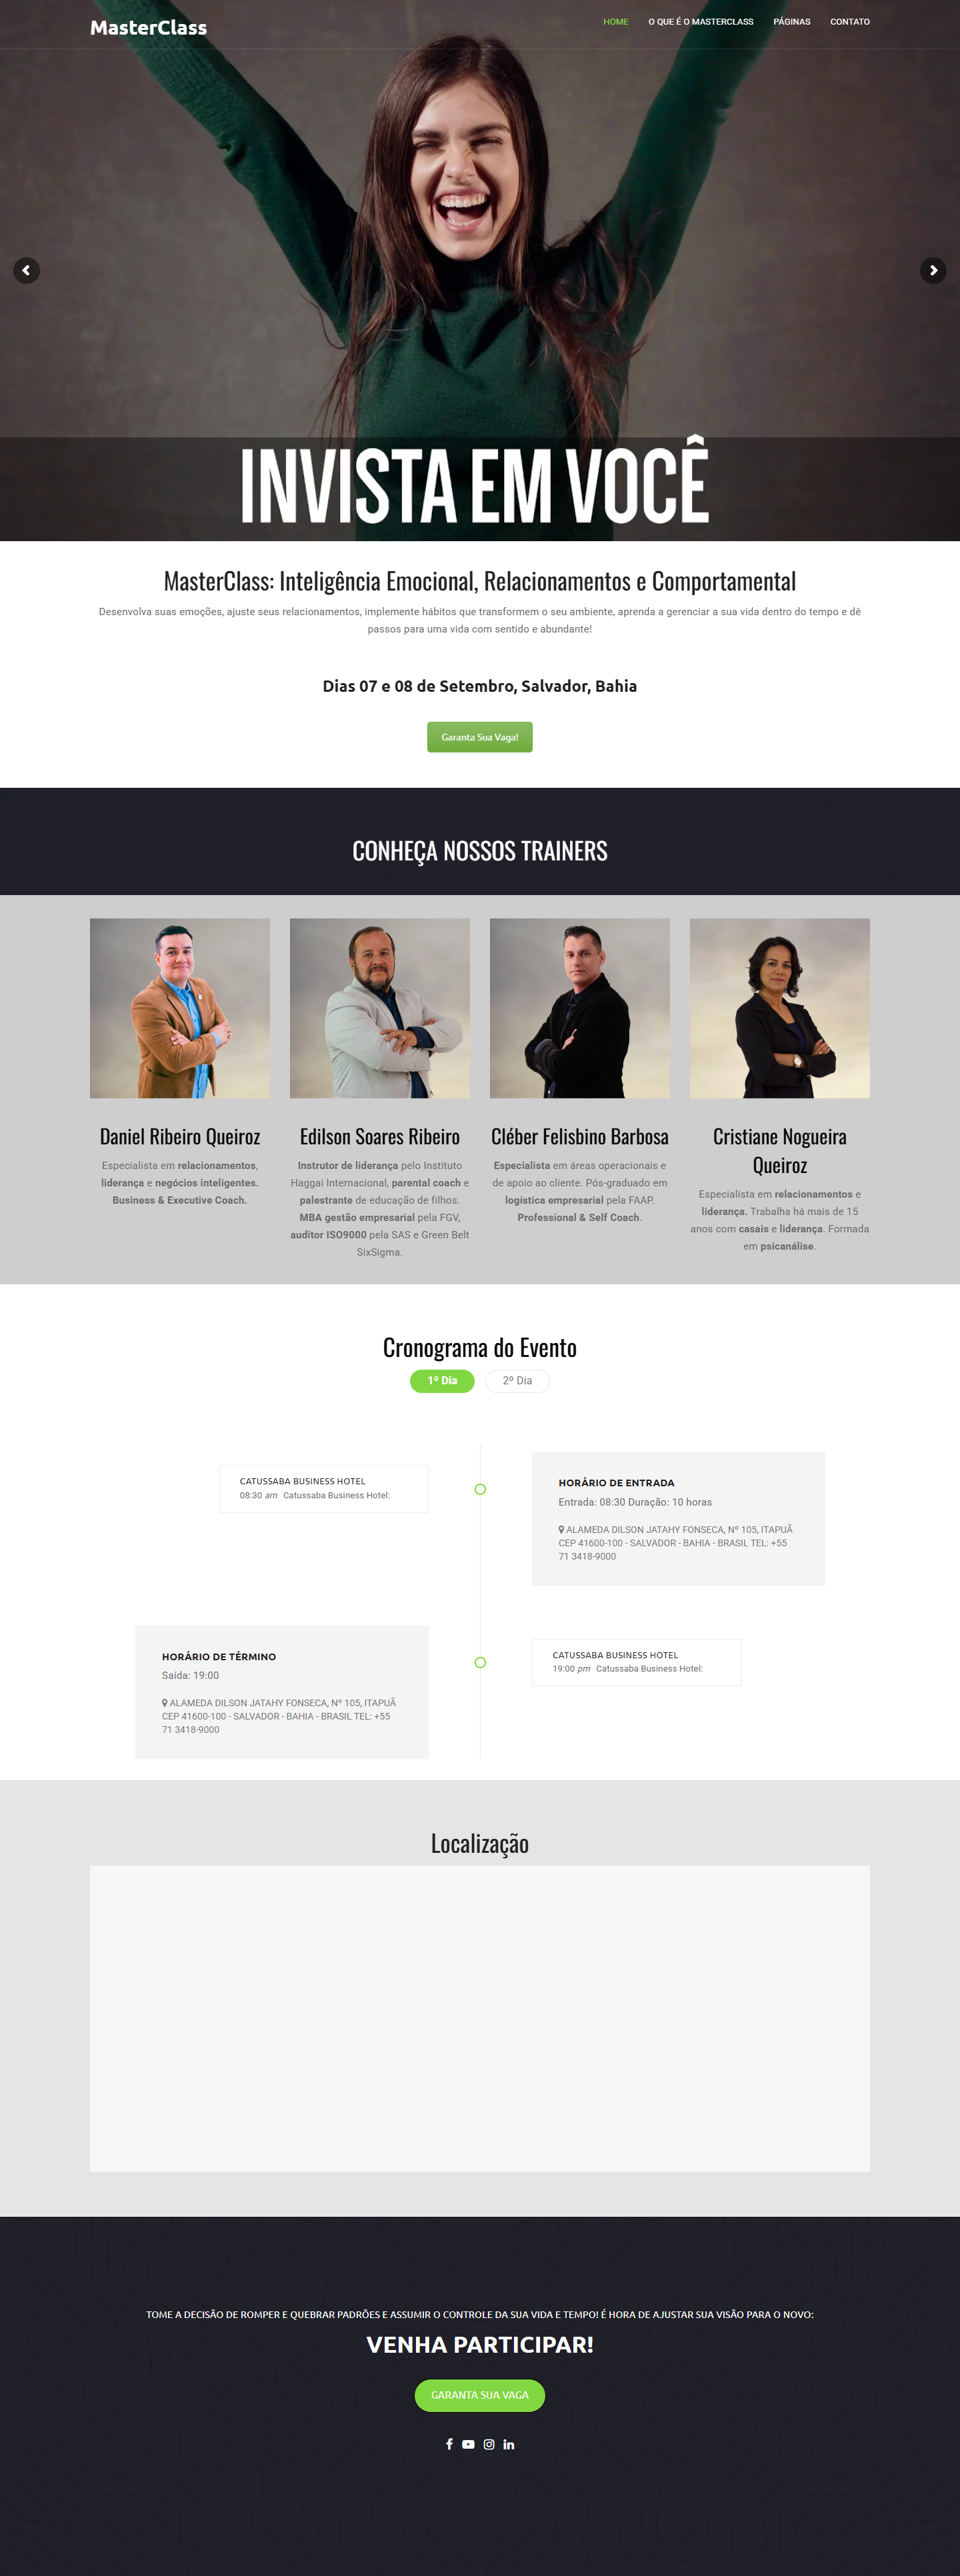 MasterClass
HOME O QUE É O MASTERCLASS PÁGINAS CONTATO
INVISTA EM VOCÊ
MasterClass: Inteligência Emocional, Relacionamentos e Comportamental
Desenvolva suas emoções, ajuste seus relacionamentos, implemente hábitos que transformem o seu ambiente, aprenda a gerenciar a sua vida dentro do tempo e dê
passos para uma vida com sentido e abundante!
Dias 07 e 08 de Setembro, Salvador, Bahia
Garanta Sua Vaga!
CONHEÇA NOSSOS TRAINERS
Daniel Ribeiro Queiroz
Especialista em relacionamentos,
liderança e negócios inteligentes.
Business & Executive Coach.
Edilson Soares Ribeiro
Instrutor de liderança pelo Instituto
Haggai Internacional, parental coach e
palestrante de educação de filhos.
MBA gestão empresarial pela FGV,
auditor ISO9000 pela SAS e Green Belt
SixSigma.
Cléber Felisbino Barbosa
Especialista em áreas operacionais e
de apoio ao cliente. Pós-graduado em
logística empresarial pela FAAP.
Professional & Self Coach.
Cristiane Nogueira
Queiroz
Especialista em relacionamentos e
liderança. Trabalha há mais de 15
anos com casais e liderança. Formada
em psicanálise.
Cronograma do Evento
1º Dia 2º Dia
CATUSSABA BUSINESS HOTEL
08:30 am Catussaba Business Hotel:
HORÁRIO DE ENTRADA
Entrada: 08:30 Duração: 10 horas
ALAMEDA DILSON JATAHY FONSECA, Nº 105, ITAPUÃ
CEP 41600-100 - SALVADOR - BAHIA - BRASIL TEL: +55
71 3418-9000
HORÁRIO DE TÉRMINO
Saída: 19:00
ALAMEDA DILSON JATAHY FONSECA, Nº 105, ITAPUÃ
CEP 41600-100 - SALVADOR - BAHIA - BRASIL TEL: +55
71 3418-9000
CATUSSABA BUSINESS HOTEL
19:00 pm Catussaba Business Hotel:
Localização
TOME A DECISÃO DE ROMPER E QUEBRAR PADRÕES E ASSUMIR O CONTROLE DA SUA VIDA E TEMPO! É HORA DE AJUSTAR SUA VISÃO PARA O NOVO:
VENHA PARTICIPAR!
GARANTA SUA VAGA